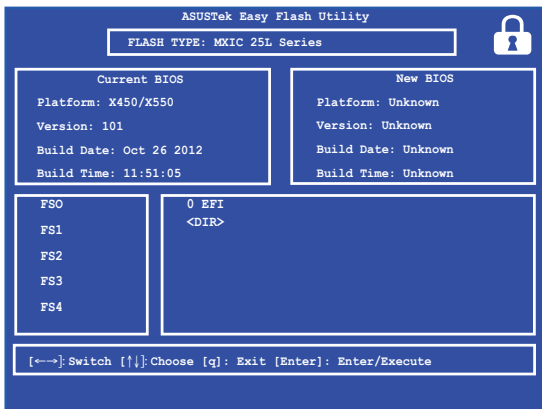 ASUSTek Easy Flash Utility
FLASH TYPE: MXIC 25L Series
Current BIOS
Platform: X450/X550
Version: 101
Build Date: Oct 26 2012
Build Time: 11:51:05
New BIOS
Platform: Unknown
Version: Unknown
Build Date: Unknown
Build Time: Unknown
FSO
FS1
FS2
FS3
FS4
0 EFI
<DIR>
[←→]: Switch [↑↓]: Choose [q]: Exit [Enter]: Enter/Execute